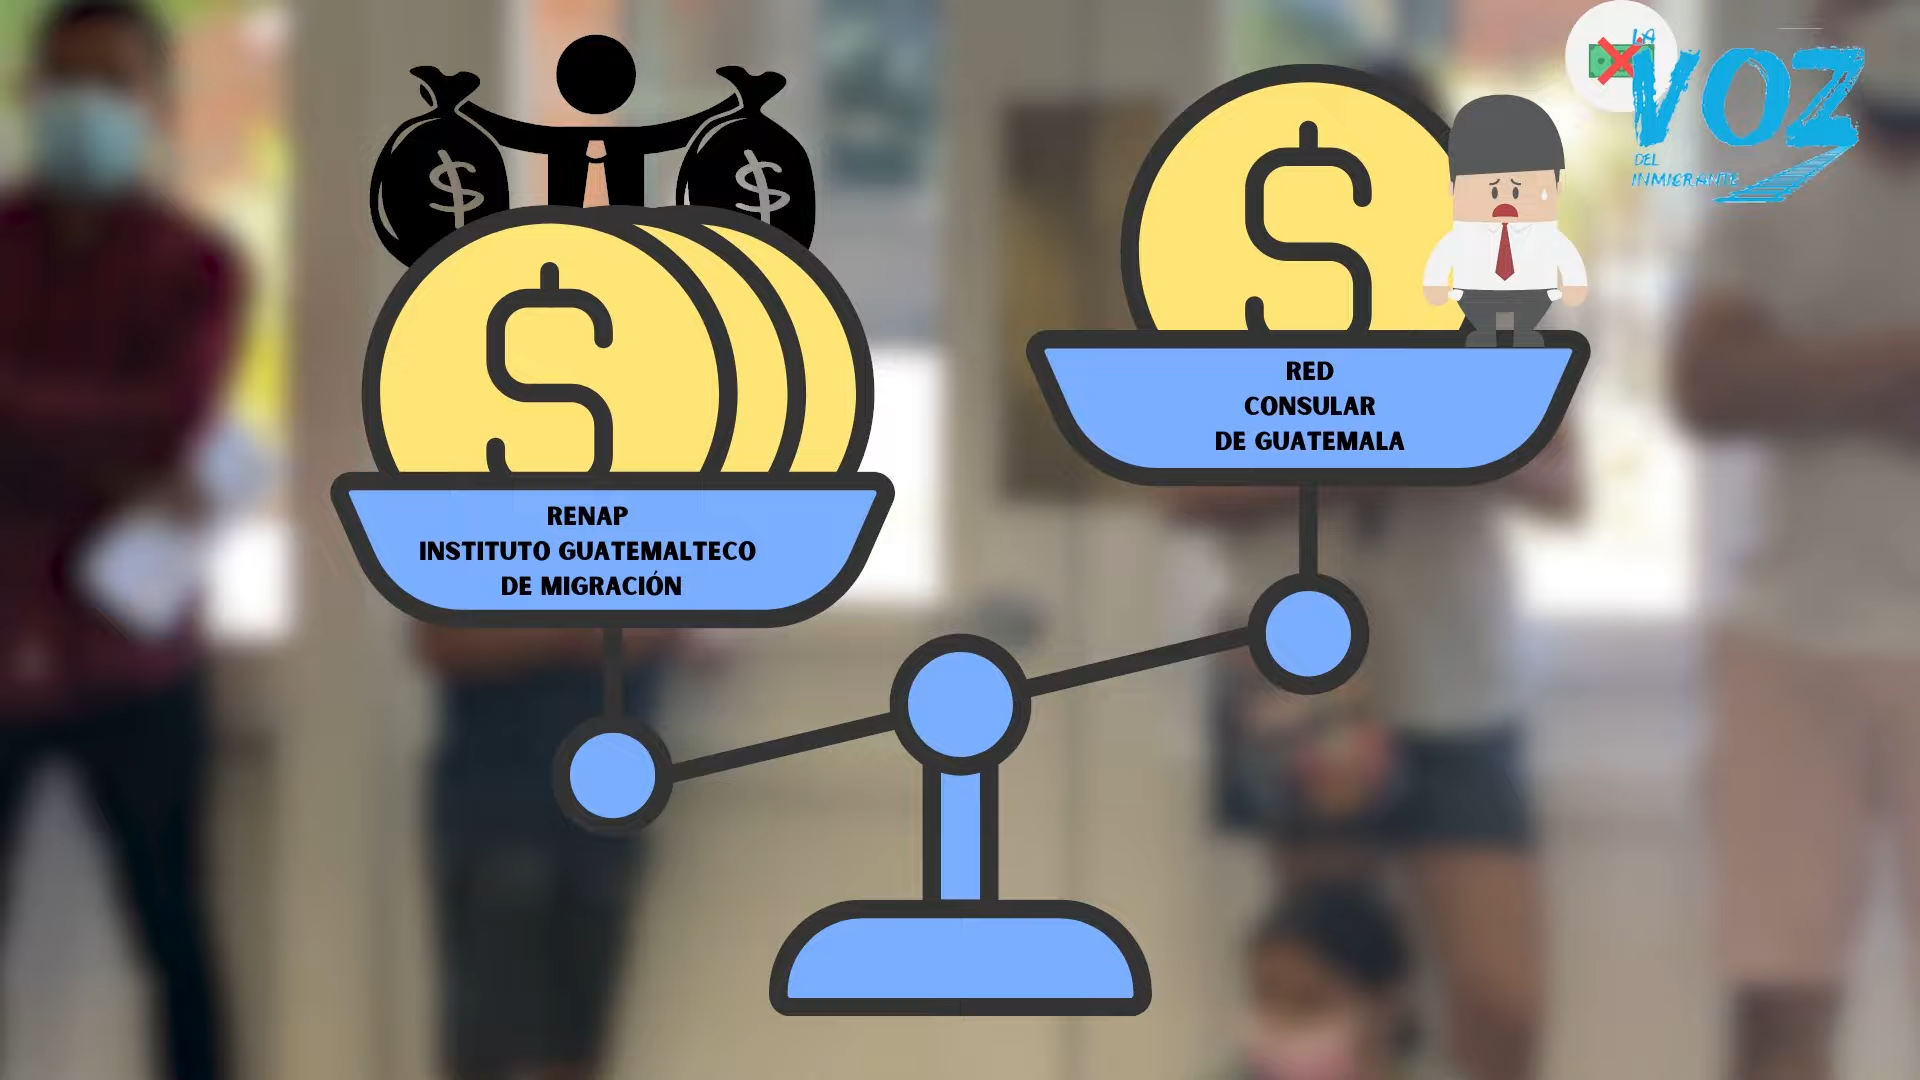 RENAP
INSTITUTO GUATEMALTECO
DE MIGRACIÓN
RED
CONSULAR
DE GUATEMALA
LA
VOZ
DEL
INMIGRANTE
$
$
$
$